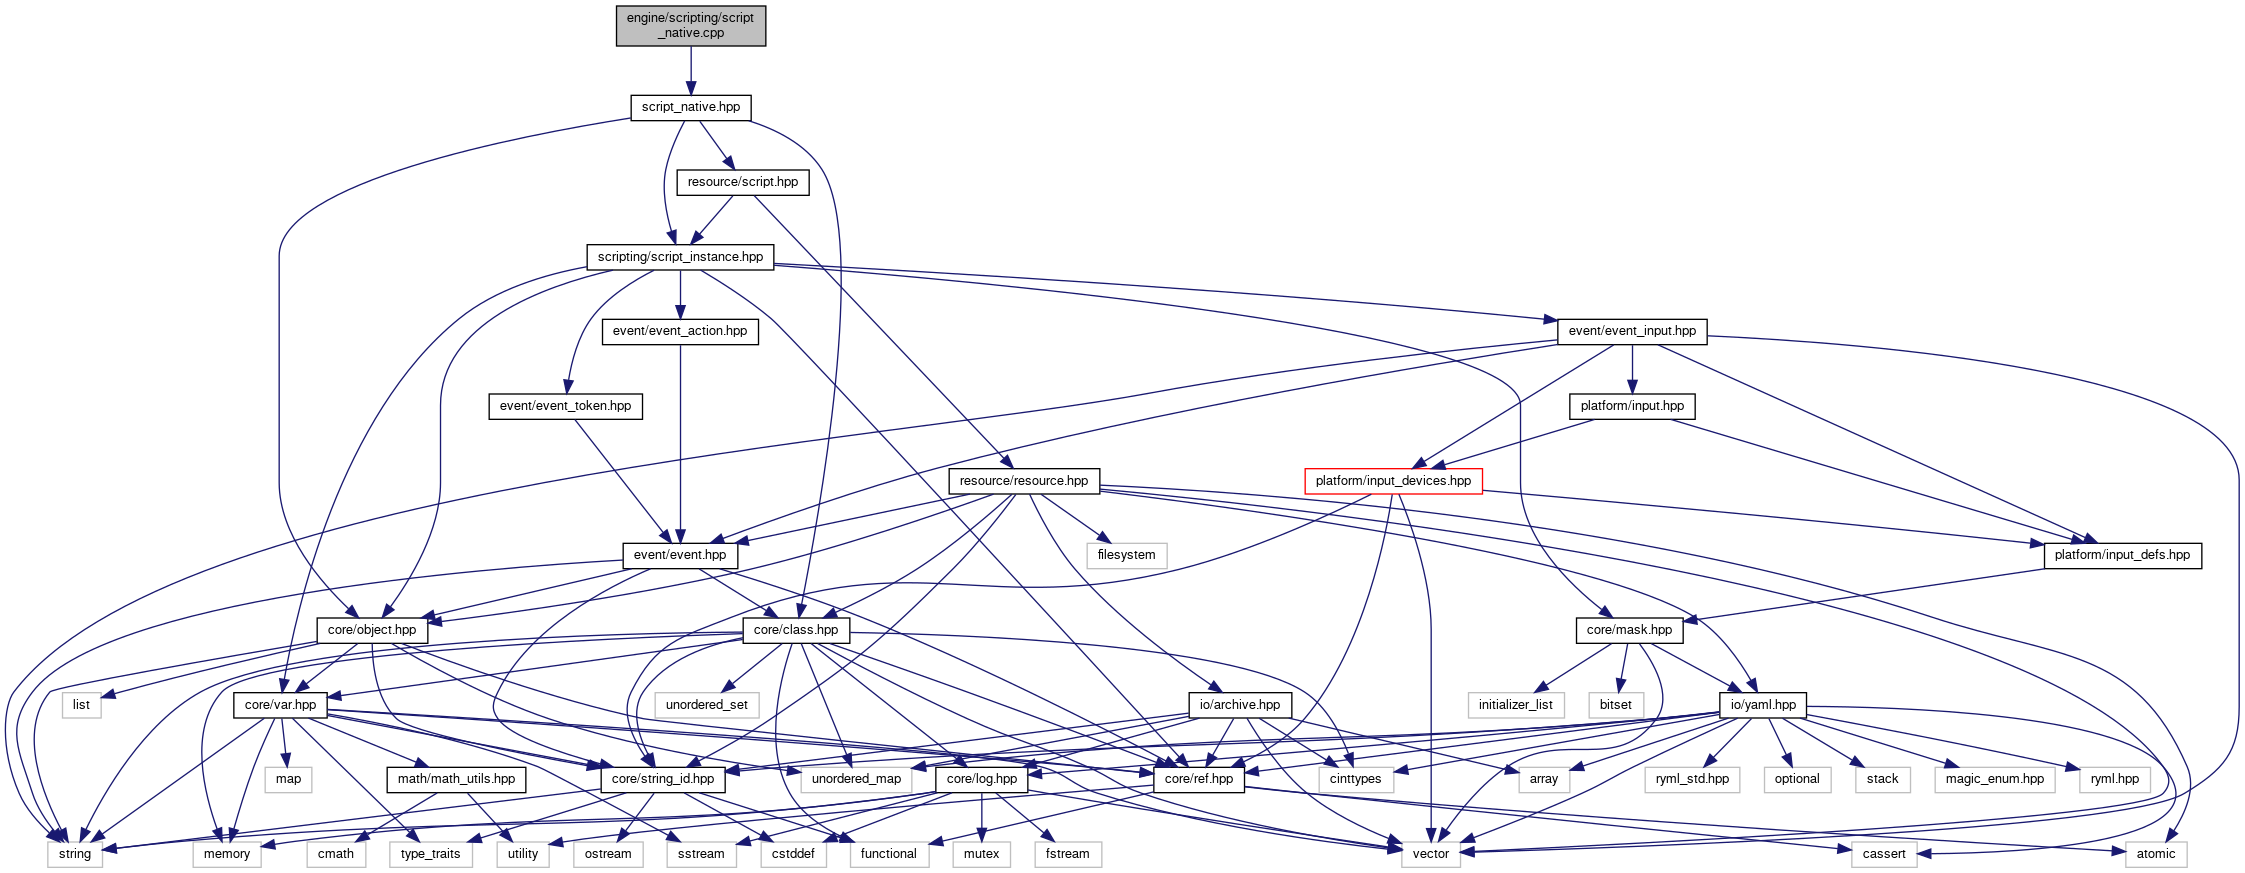 engine/scripting/script
_native.cpp
script_native.hpp
resource/script.hpp
scripting/script_instance.hpp
event/event_action.hpp
event/event_input.hpp
event/event_token.hpp
platform/input.hpp
resource/resource.hpp
platform/input_devices.hpp
event/event.hpp
filesystem
platform/input_defs.hpp
core/object.hpp
core/class.hpp
core/mask.hpp
list
core/var.hpp
unordered_set
io/archive.hpp
initializer_list
bitset
io/yaml.hpp
map
math/math_utils.hpp
core/string_id.hpp
unordered_map
core/log.hpp
core/ref.hpp
cinttypes
array
ryml_std.hpp
optional
stack
magic_enum.hpp
ryml.hpp
string
memory
cmath
type_traits
utility
ostream
sstream
cstddef
functional
mutex
fstream
vector
cassert
atomic